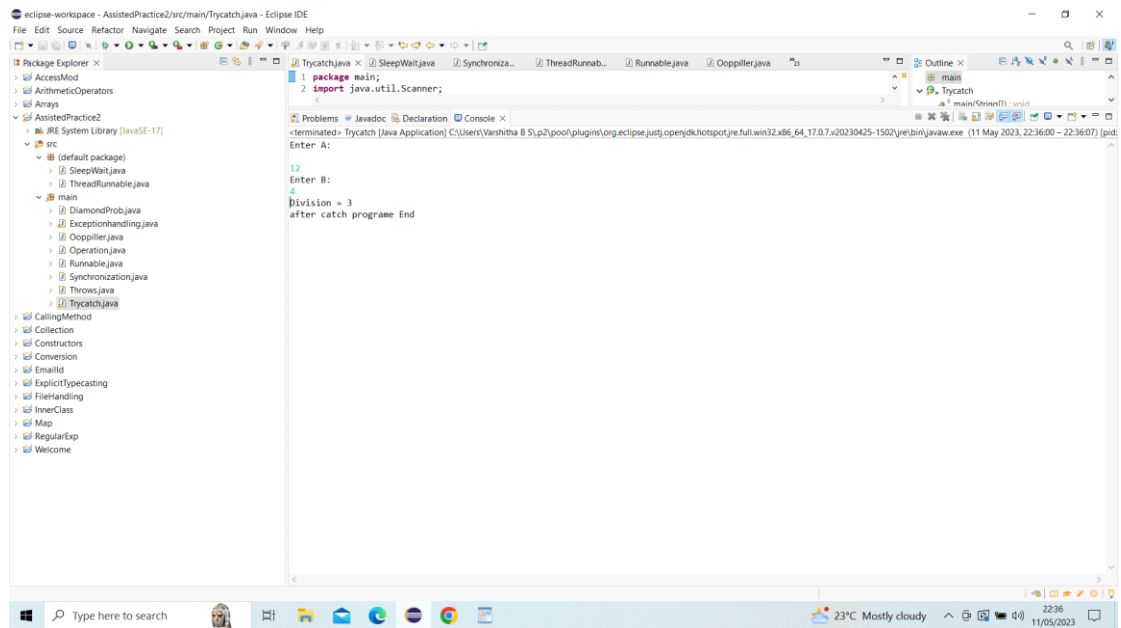 eclipse-workspace - AssistedPractice2/src/main/Trycatch.java - Eclipse IDE
File Edit Source Refactor Navigate Search Project Run Window Help
Package Explorer
AccessMod
ArithmeticOperators
Arrays
AssistedPractice2
JRE System Library [JavaSE-17]
src
(default package)
SleepWait.java
ThreadRunnable.java
main
DiamondProb.java
Exceptionhandling.java
Ooppiller.java
Operation.java
Runnable.java
Synchronization.java
Throws.java
Trycatch.java
CallingMethod
Collection
Constructors
Conversion
EmailId
ExplicitTypecasting
FileHandling
InnerClass
Map
RegularExp
Welcome
Trycatch.java SleepWait.java Synchroniza... ThreadRunnab... Runnable.java Ooppiller.java 23
1 package main;
2 import java.util.Scanner;
Problems Javadoc Declaration Console
<terminated> Trycatch [Java Application] C:\Users\Varshitha B S\.p2\pool\plugins\org.eclipse.justj.openjdk.hotspot.jre.full.win32.x86_64_17.0.7.v20230425-1502\jre\bin\javaw.exe (11 May 2023, 22:36:00 – 22:36:07) [pid:
Enter A:
12
Enter B:
4
Division = 3
after catch programe End
Outline
main
Trycatch
main(String[]) : void
Type here to search
23°C Mostly cloudy
22:36
11/05/2023